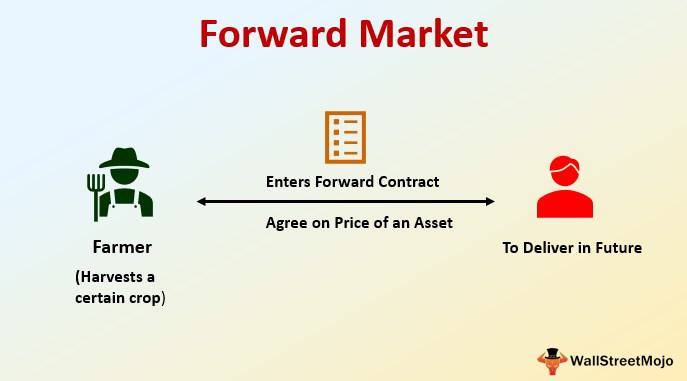 Forward Market
Enters Forward Contract
Agree on Price of an Asset
Farmer
(Harvests a
certain crop)
To Deliver in Future
WallStreetMojo